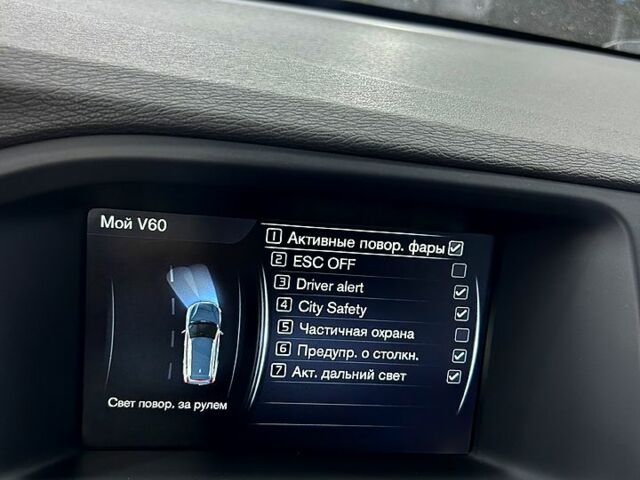 Мой V60
1 Активные повор. фары
2 ESC OFF
3 Driver alert
4 City Safety
5 Частичная охрана
6 Предупр. о столкн.
7 Акт. дальний свет
Свет повор. за рулем